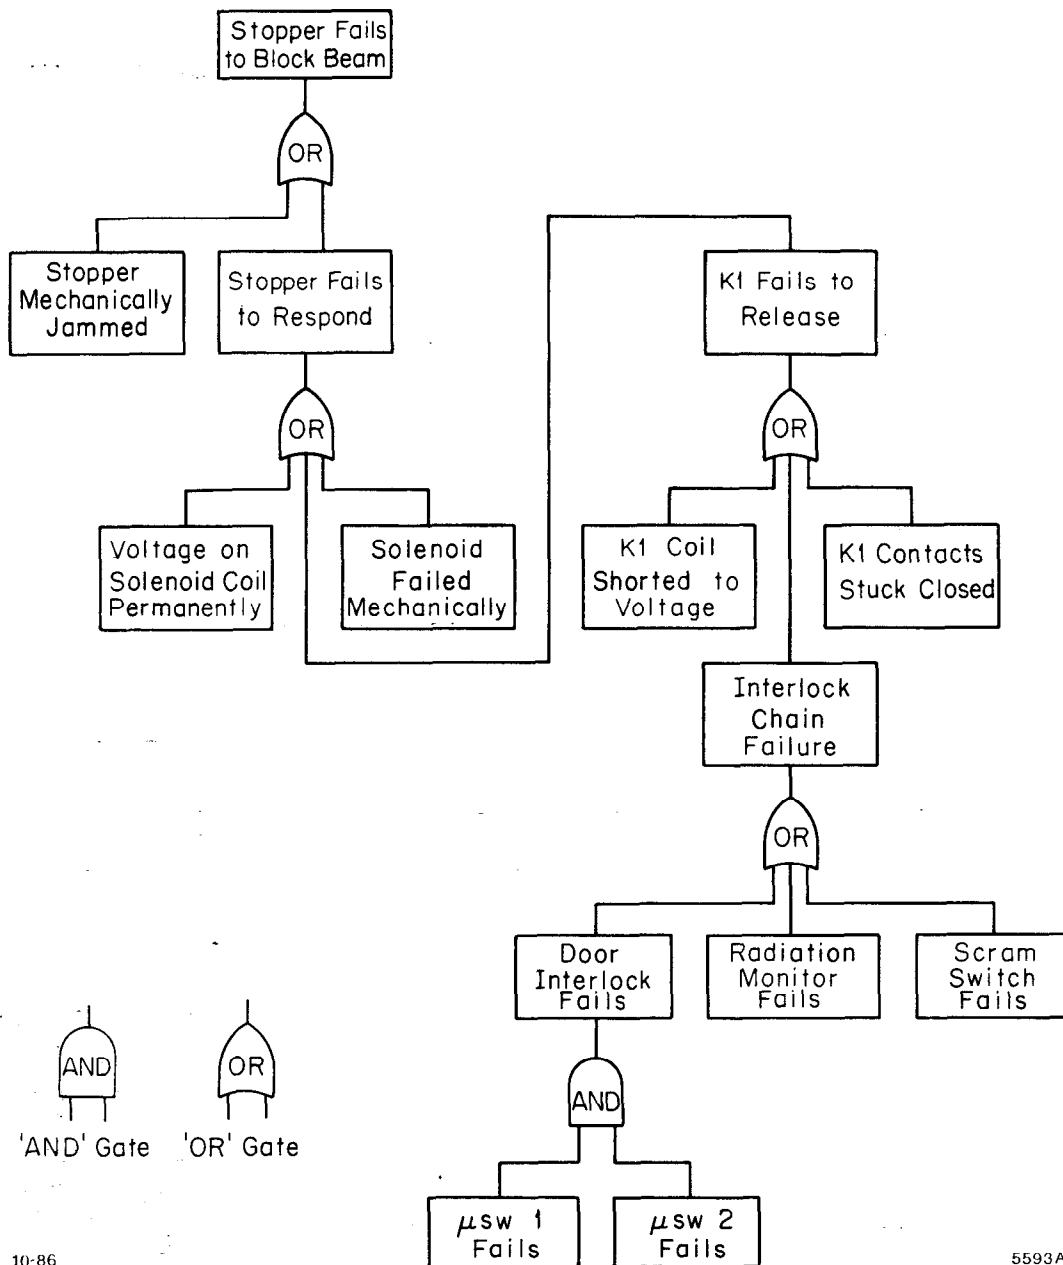 Stopper Fails
to Block Beam
OR
Stopper
Mechanically
Jammed
Stopper Fails
to Respond
K1 Fails to
Release
OR
OR
Voltage on
Solenoid Coil
Permanently
Solenoid
Failed
Mechanically
K1 Coil
Shorted to
Voltage
K1 Contacts
Stuck Closed
Interlock
Chain
Failure
OR
Door
Interlock
Fails
Radiation
Monitor
Fails
Scram
Switch
Fails
AND
OR
AND
'AND' Gate
'OR' Gate
μsw 1
Fails
μsw 2
Fails
10-86
5593A